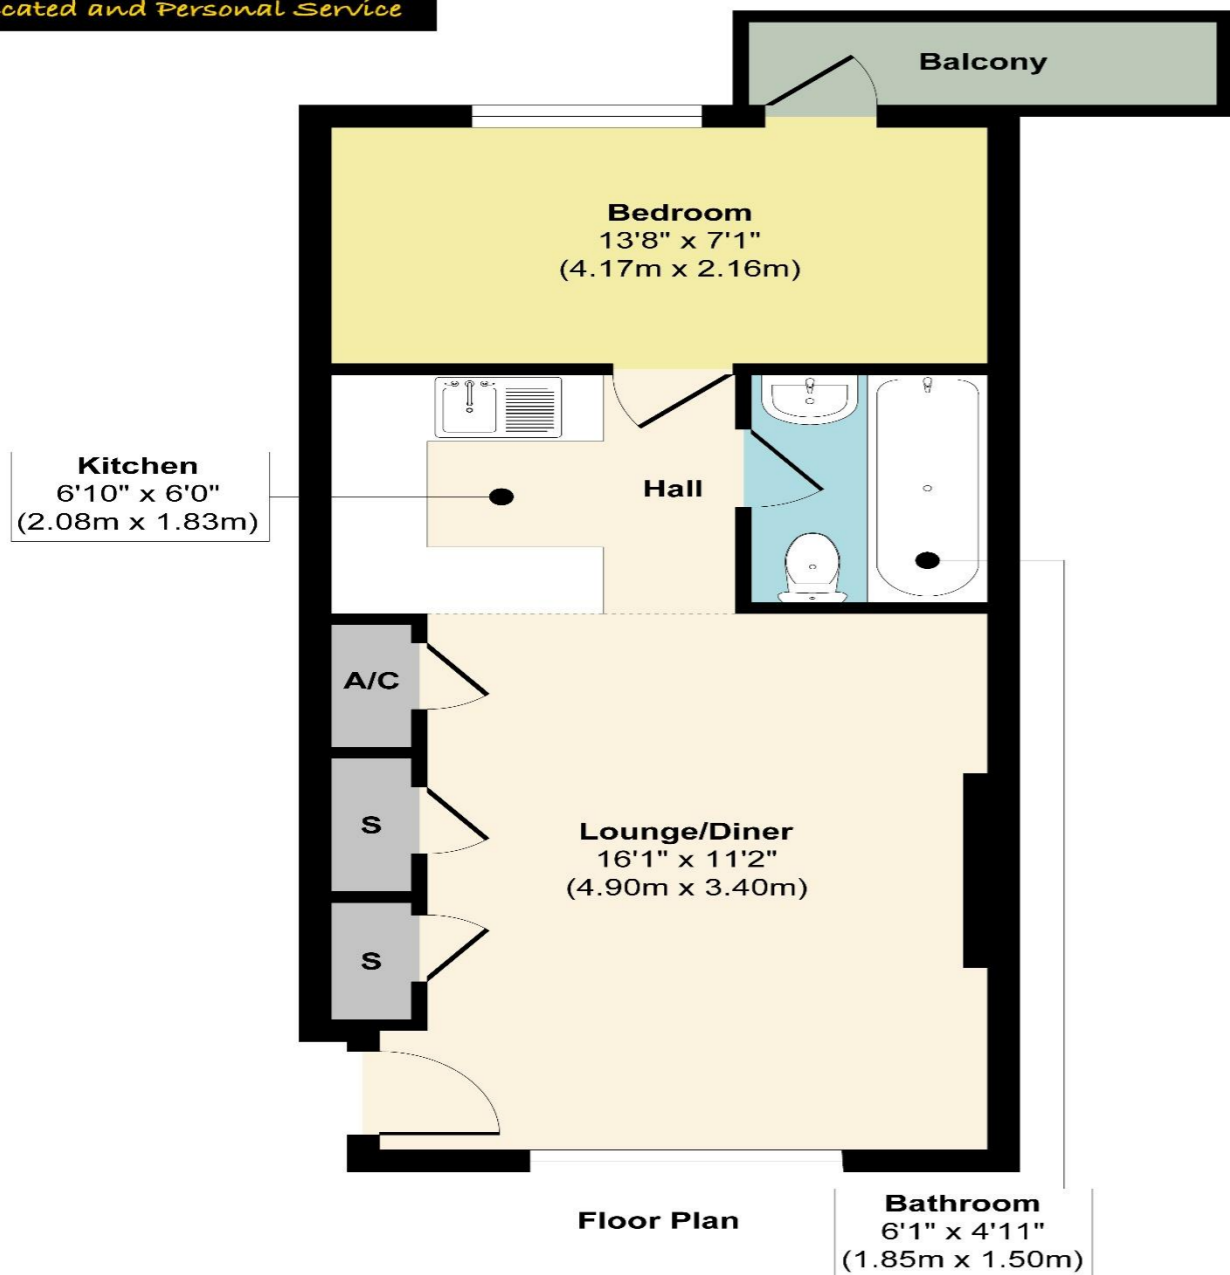 and Personal Service
Balcony
Bedroom
13'8" x 7'1"
(4.17m x 2.16m)
Kitchen
6'10" x 6'0"
(2.08m x 1.83m)
Hall
A/C
S
Lounge/Diner
16'1" x 11'2"
(4.90m x 3.40m)
S
Floor Plan
Bathroom
6'1" x 4'11"
(1.85m x 1.50m)